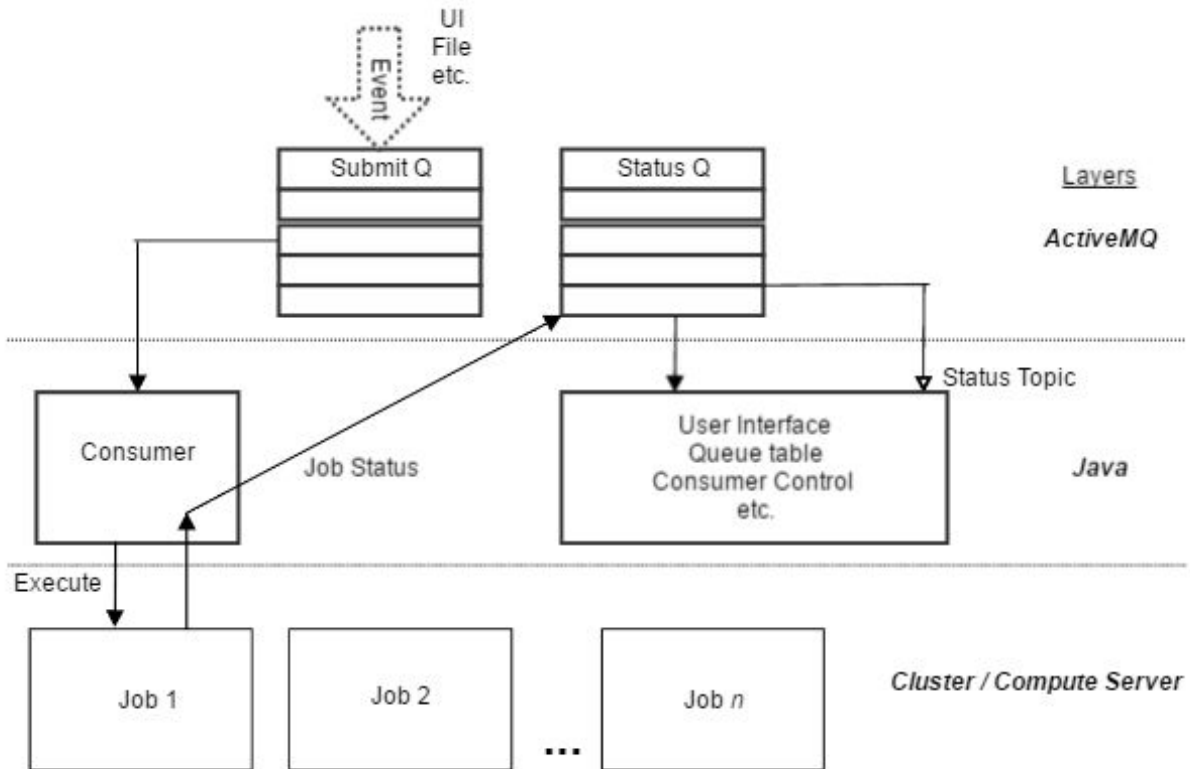 UI
File
etc.
Event
Submit Q
Status Q
Layers
ActiveMQ
Status Topic
Consumer
Job Status
User Interface
Queue table
Consumer Control
etc.
Java
Execute
Job 1
Job 2
...
Job n
Cluster / Compute Server